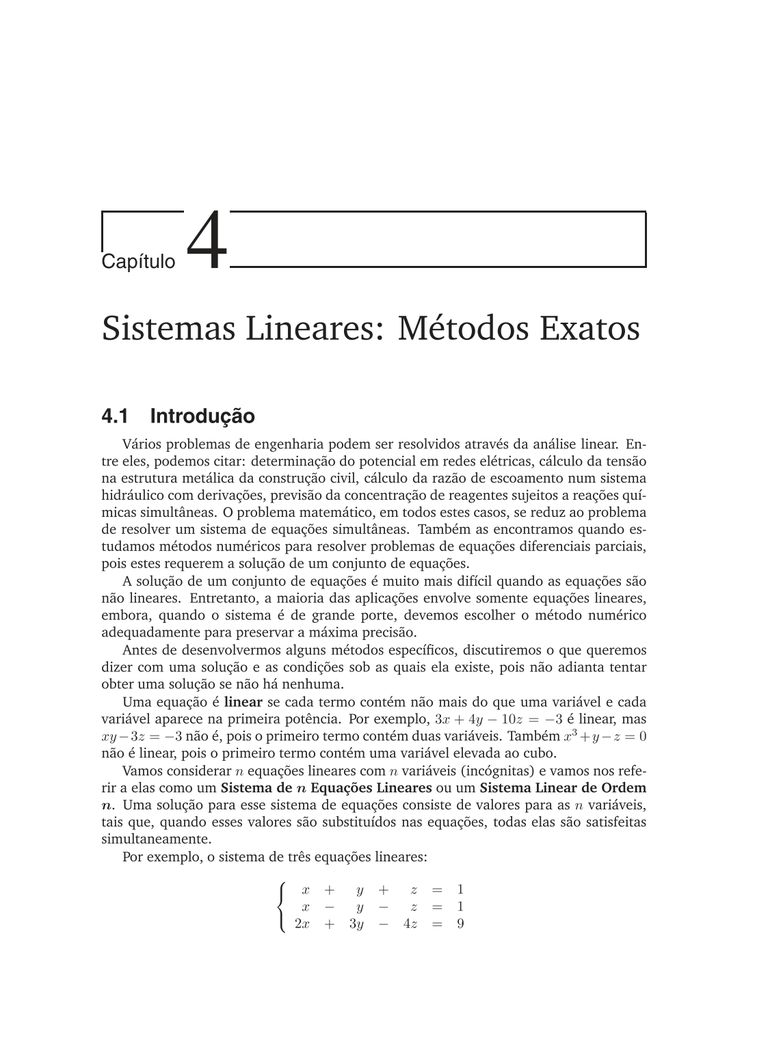 Capítulo 4
Sistemas Lineares: Métodos Exatos
4.1 Introdução
Vários problemas de engenharia podem ser resolvidos através da análise linear. En-
tre eles, podemos citar: determinação do potencial em redes elétricas, cálculo da tensão
na estrutura metálica da construção civil, cálculo da razão de escoamento num sistema
hidráulico com derivações, previsão da concentração de reagentes sujeitos a reações quí-
micas simultâneas. O problema matemático, em todos estes casos, se reduz ao problema
de resolver um sistema de equações simultâneas. Também as encontramos quando es-
tudamos métodos numéricos para resolver problemas de equações diferenciais parciais,
pois estes requerem a solução de um conjunto de equações.
A solução de um conjunto de equações é muito mais difícil quando as equações são
não lineares. Entretanto, a maioria das aplicações envolve somente equações lineares,
embora, quando o sistema é de grande porte, devemos escolher o método numérico
adequadamente para preservar a máxima precisão.
Antes de desenvolvermos alguns métodos específicos, discutiremos o que queremos
dizer com uma solução e as condições sob as quais ela existe, pois não adianta tentar
obter uma solução se não há nenhuma.
Uma equação é linear se cada termo contém não mais do que uma variável e cada
variável aparece na primeira potência. Por exemplo, 3x + 4y − 10z = −3 é linear, mas
xy−3z = −3 não é, pois o primeiro termo contém duas variáveis. Também x³+y−z = 0
não é linear, pois o primeiro termo contém uma variável elevada ao cubo.
Vamos considerar n equações lineares com n variáveis (incógnitas) e vamos nos refe-
rir a elas como um Sistema de n Equações Lineares ou um Sistema Linear de Ordem
n. Uma solução para esse sistema de equações consiste de valores para as n variáveis,
tais que, quando esses valores são substituídos nas equações, todas elas são satisfeitas
simultaneamente.
Por exemplo, o sistema de três equações lineares:
x + y + z = 1
x − y − z = 1
2x + 3y − 4z = 9